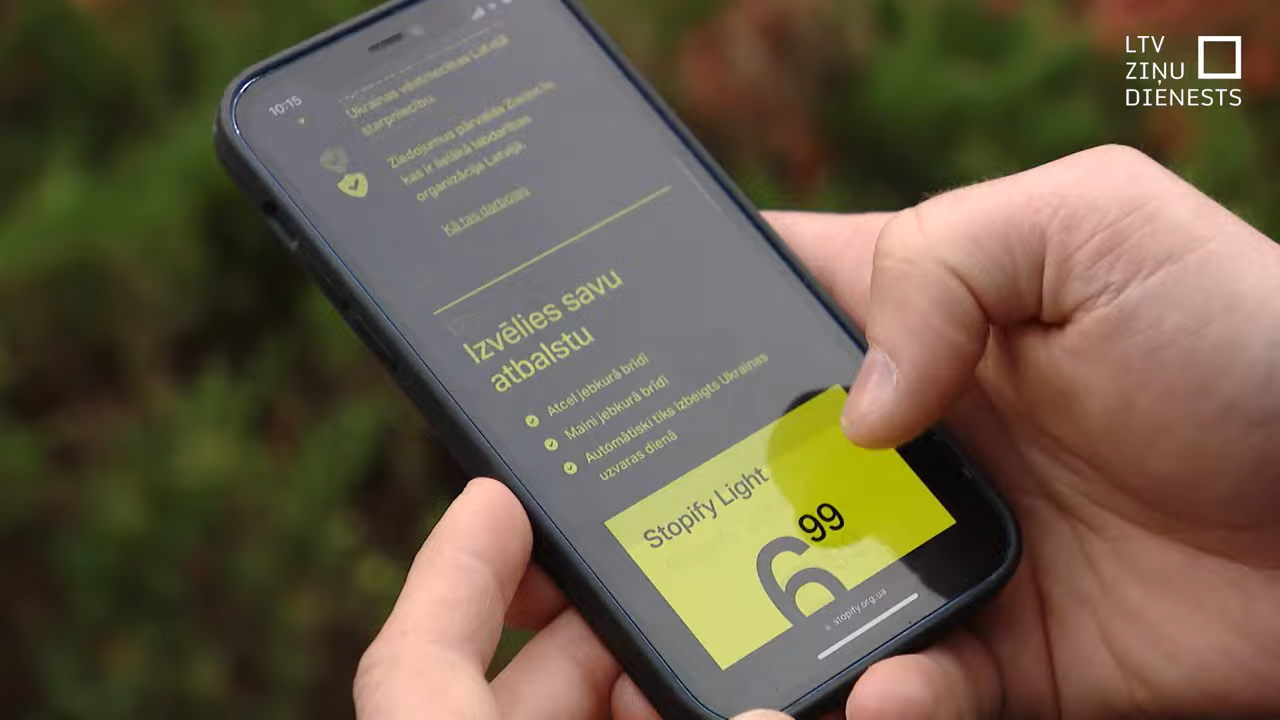 LTV
ZIŅU
DIENESTS
10:15
Ukrainas vēstniecības Latvijā
starpniecību.
Ziedojumus pārvalda Ziedot.lv,
kas ir lielākā labdarības
organizācija Latvijā.
Kā tas darbojas
Izvēlies savu
atbalstu
Atcel jebkurā brīdī
Maini jebkurā brīdī
Automātiski tiks izbeigts Ukrainas
uzvaras dienā
Stopify Light
6 99
stopify.org.ua